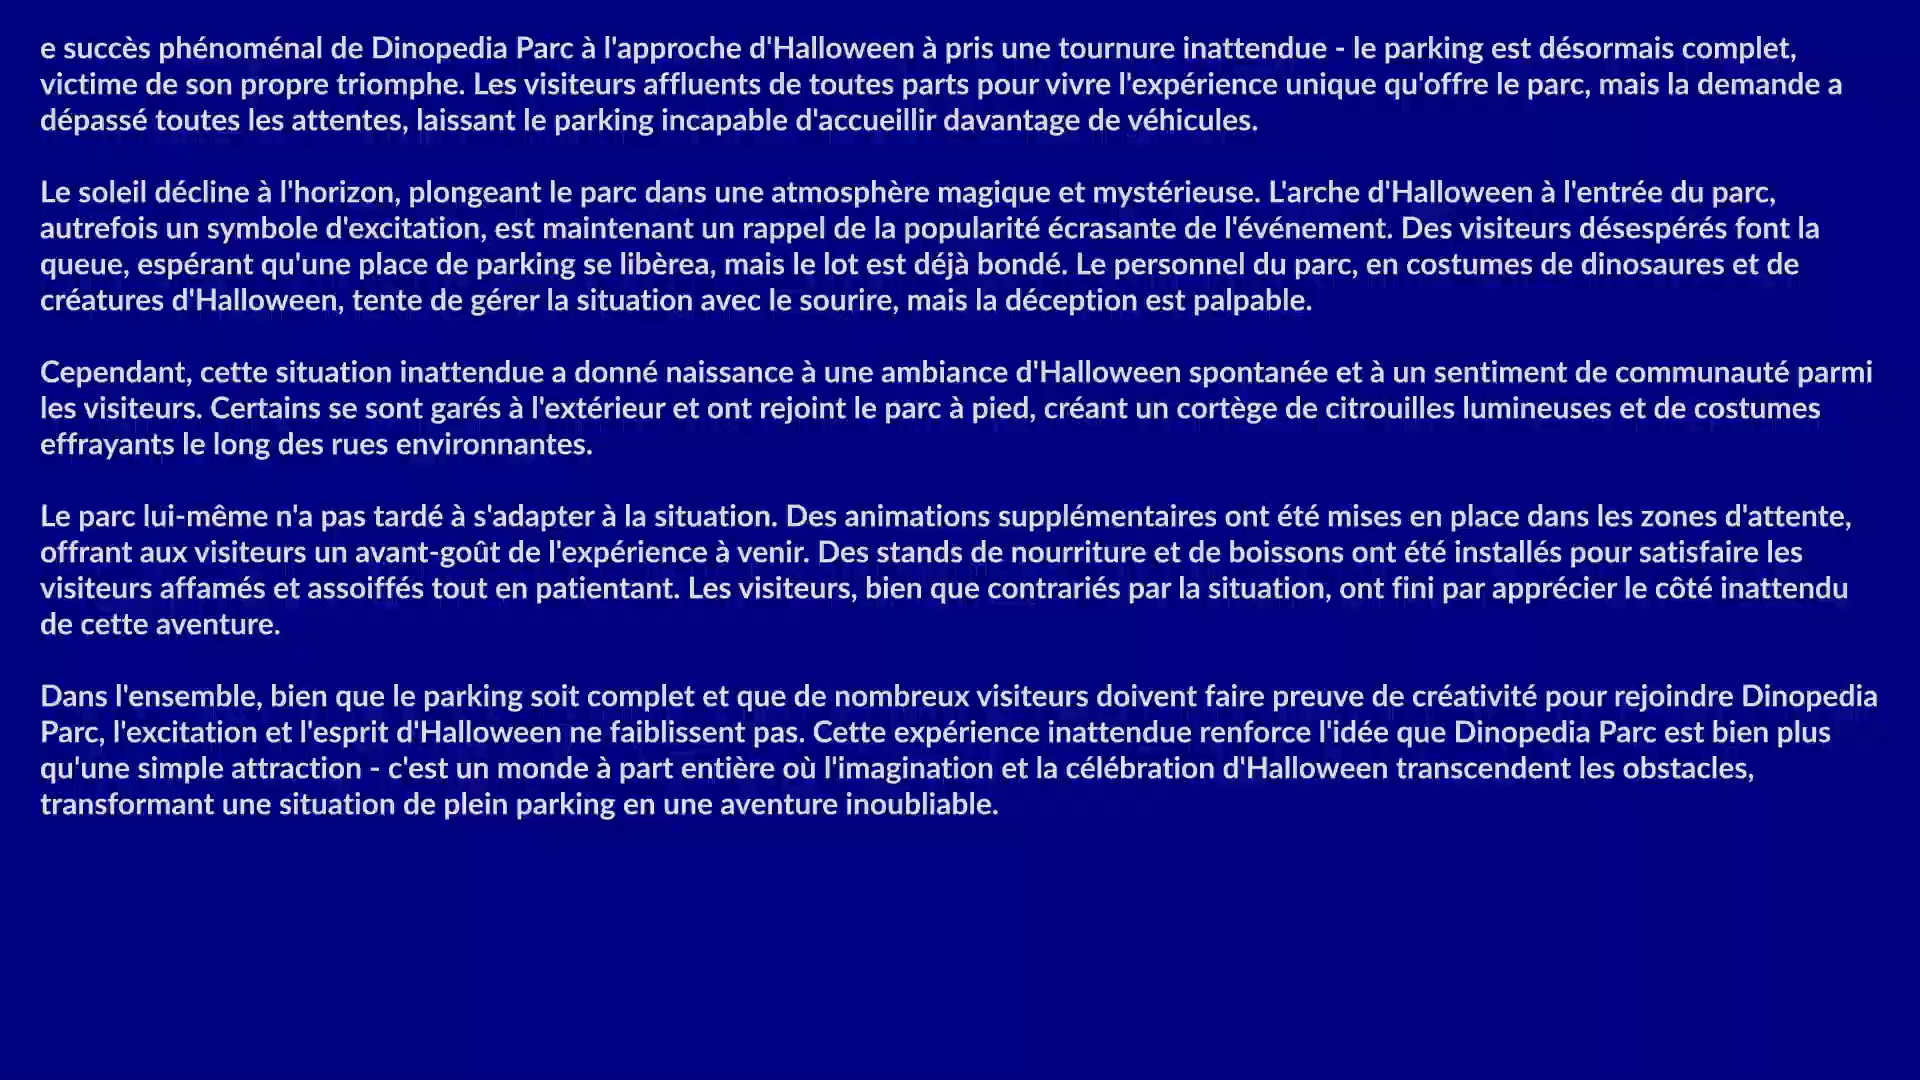 e succès phénoménal de Dinopedia Parc à l'approche d'Halloween à pris une tournure inattendue - le parking est désormais complet,
victime de son propre triomphe. Les visiteurs affluents de toutes parts pour vivre l'expérience unique qu'offre le parc, mais la demande a
dépassé toutes les attentes, laissant le parking incapable d'accueillir davantage de véhicules.
Le soleil décline à l'horizon, plongeant le parc dans une atmosphère magique et mystérieuse. L'arche d'Halloween à l'entrée du parc,
autrefois un symbole d'excitation, est maintenant un rappel de la popularité écrasante de l'événement. Des visiteurs désespérés font la
queue, espérant qu'une place de parking se libèrea, mais le lot est déjà bondé. Le personnel du parc, en costumes de dinosaures et de
créatures d'Halloween, tente de gérer la situation avec le sourire, mais la déception est palpable.
Cependant, cette situation inattendue a donné naissance à une ambiance d'Halloween spontanée et à un sentiment de communauté parmi
les visiteurs. Certains se sont garés à l'extérieur et ont rejoint le parc à pied, créant un cortège de citrouilles lumineuses et de costumes
effrayants le long des rues environnantes.
Le parc lui-même n'a pas tardé à s'adapter à la situation. Des animations supplémentaires ont été mises en place dans les zones d'attente,
offrant aux visiteurs un avant-goût de l'expérience à venir. Des stands de nourriture et de boissons ont été installés pour satisfaire les
visiteurs affamés et assoiffés tout en patientant. Les visiteurs, bien que contrariés par la situation, ont fini par apprécier le côté inattendu
de cette aventure.
Dans l'ensemble, bien que le parking soit complet et que de nombreux visiteurs doivent faire preuve de créativité pour rejoindre Dinopedia
Parc, l'excitation et l'esprit d'Halloween ne faiblissent pas. Cette expérience inattendue renforce l'idée que Dinopedia Parc est bien plus
qu'une simple attraction - c'est un monde à part entière où l'imagination et la célébration d'Halloween transcendent les obstacles,
transformant une situation de plein parking en une aventure inoubliable.